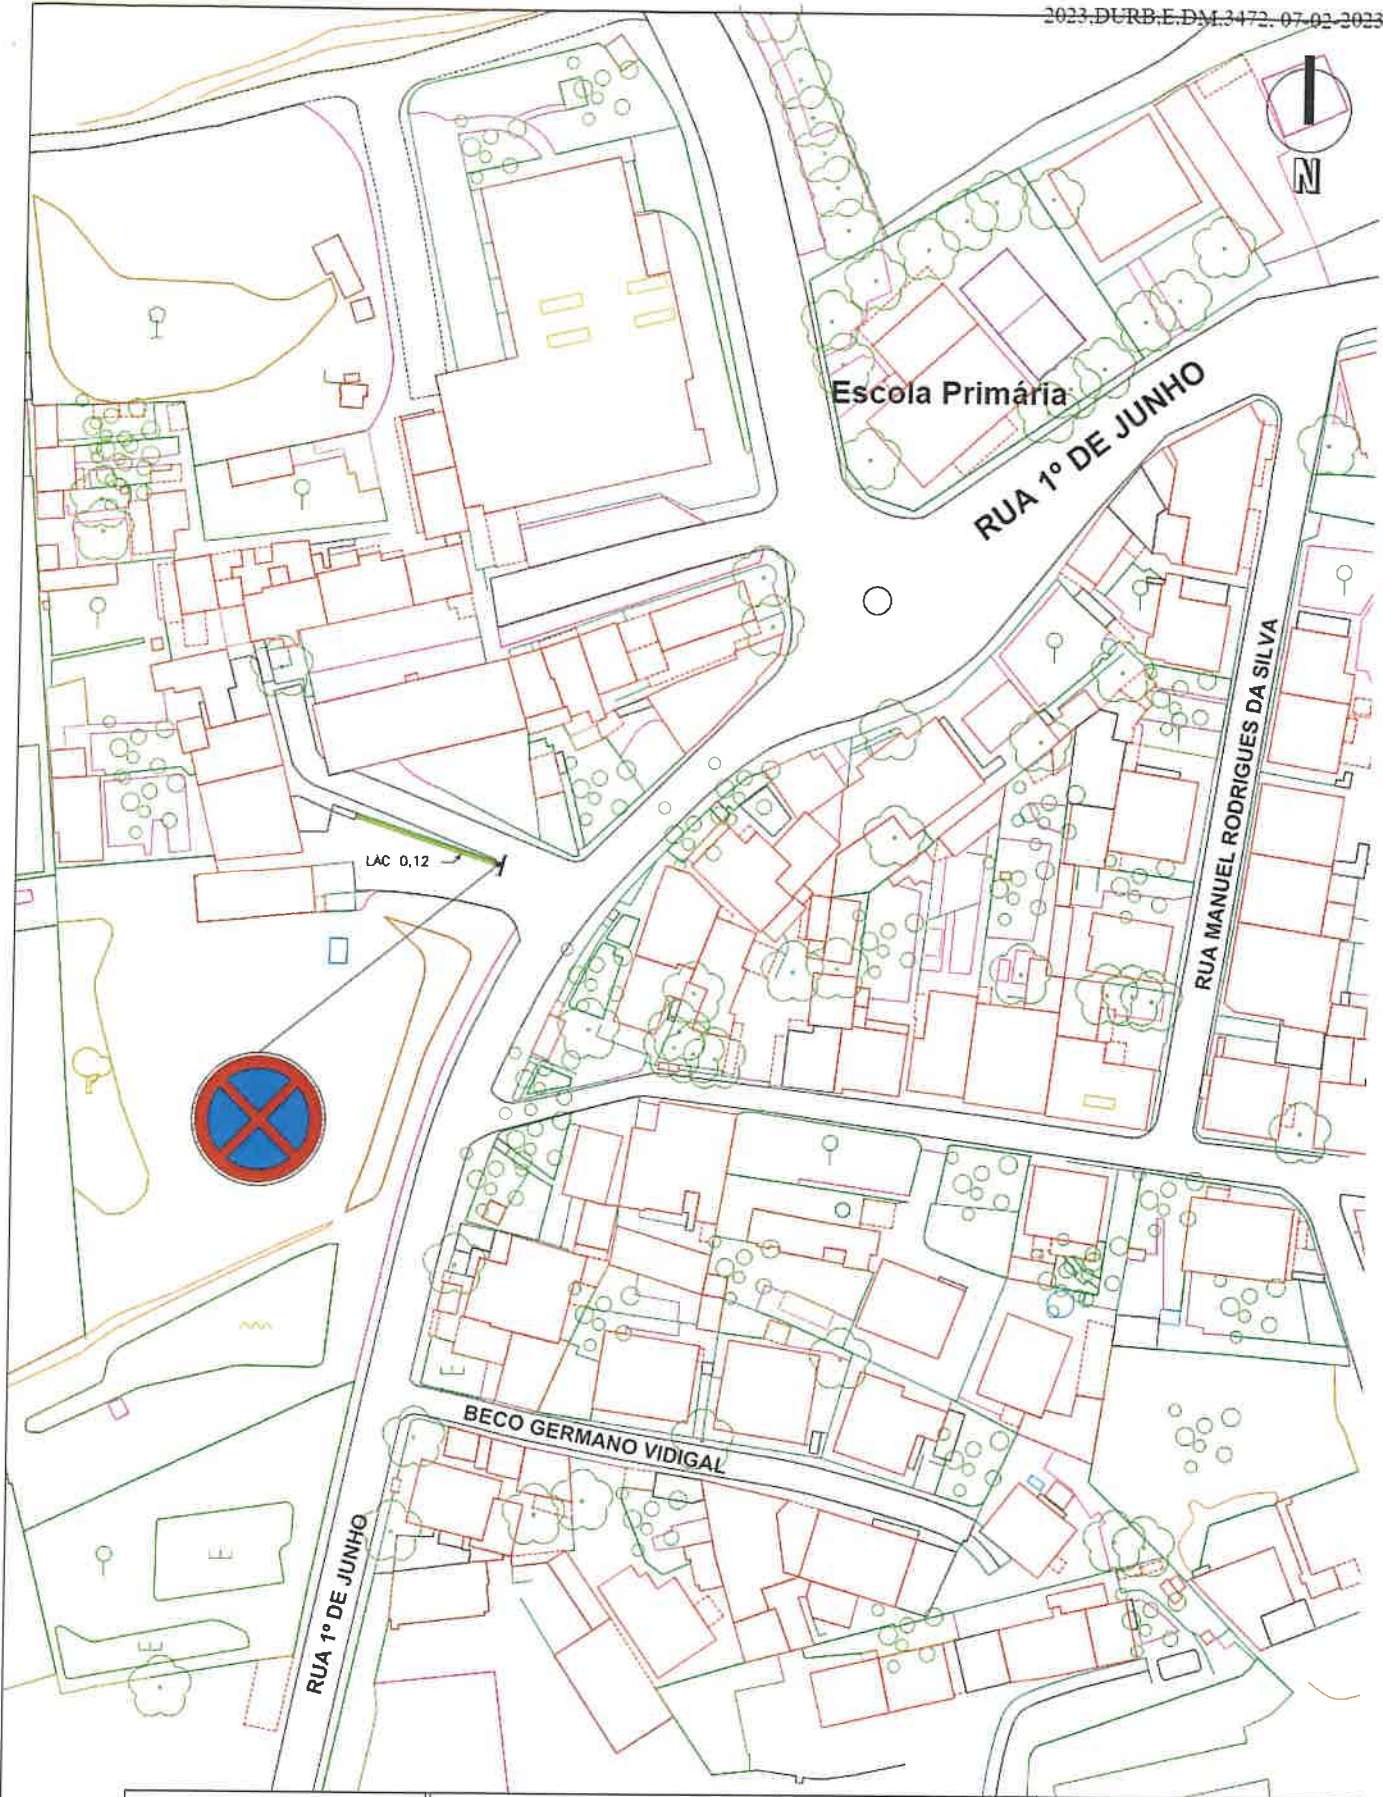 2023,DURB,E,DM,3472, 07-02-2023
N
Escola Primária
RUA 1º DE JUNHO
RUA MANUEL RODRIGUES DA SILVA
LAC 0,12
BECO GERMANO VIDIGAL
RUA 1º DE JUNHO